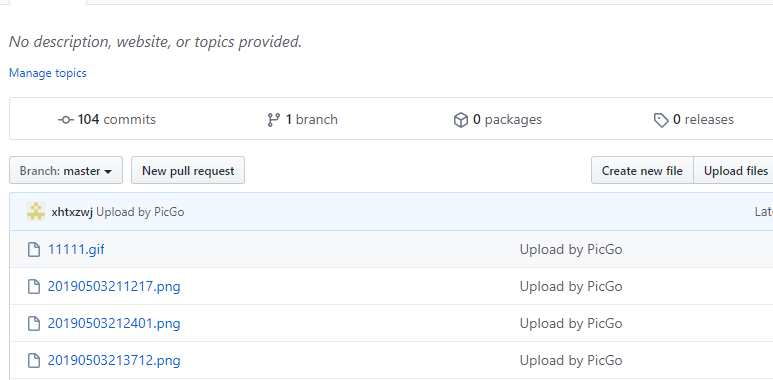 No description, website, or topics provided.
Manage topics
104 commits 1 branch 0 packages 0 releases
Branch: master New pull request Create new file Upload files
xhtxzwj Upload by PicGo Late
11111.gif Upload by PicGo
20190503211217.png Upload by PicGo
20190503212401.png Upload by PicGo
20190503213712.png Upload by PicGo